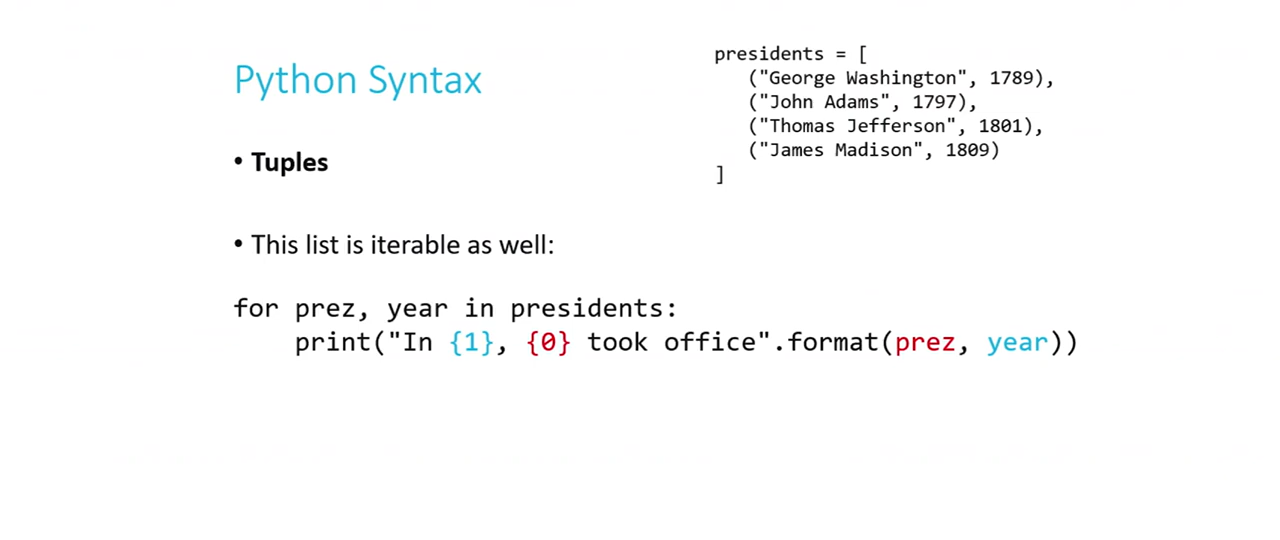 Python Syntax
• Tuples
• This list is iterable as well:
for prez, year in presidents:
    print("In {1}, {0} took office".format(prez, year))
presidents = [
   ("George Washington", 1789),
   ("John Adams", 1797),
   ("Thomas Jefferson", 1801),
   ("James Madison", 1809)
]